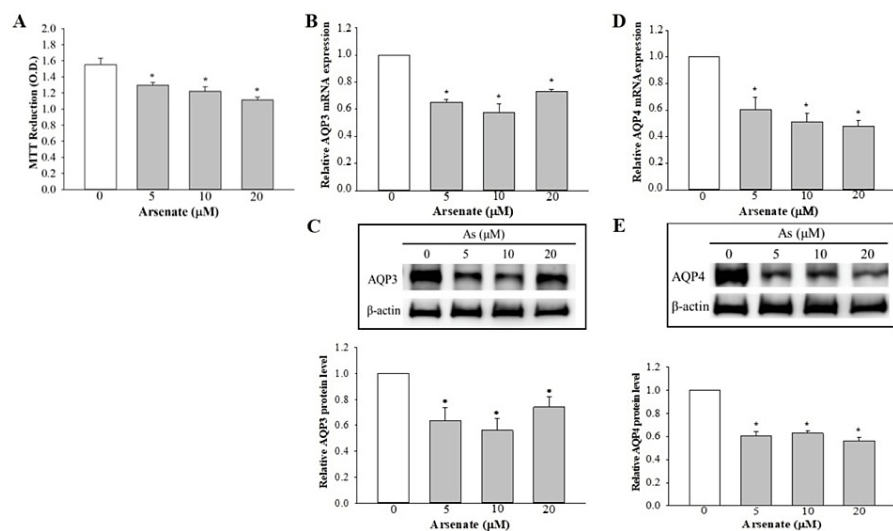 A
MTT Reduction (O.D.)
2.0
1.8
1.6
1.4
1.2
1.0
0.8
0.6
0.4
0.2
0.0
* * *
0 5 10 20
Arsenate (μM)
B
Relative AQP3 mRNA expression
1.2
1.0
0.8
0.6
0.4
0.2
0.0
* * *
0 5 10 20
Arsenate (μM)
D
Relative AQP4 mRNA expression
1.2
1.0
0.8
0.6
0.4
0.2
0.0
* * *
0 5 10 20
Arsenate (μM)
C
As (μM)
0 5 10 20
AQP3
β-actin
Relative AQP3 protein level
1.2
1.0
0.8
0.6
0.4
0.2
0.0
* * *
0 5 10 20
Arsenate (μM)
E
As (μM)
0 5 10 20
AQP4
β-actin
Relative AQP4 protein level
1.2
1.0
0.8
0.6
0.4
0.2
0.0
* * *
0 5 10 20
Arsenate (μM)